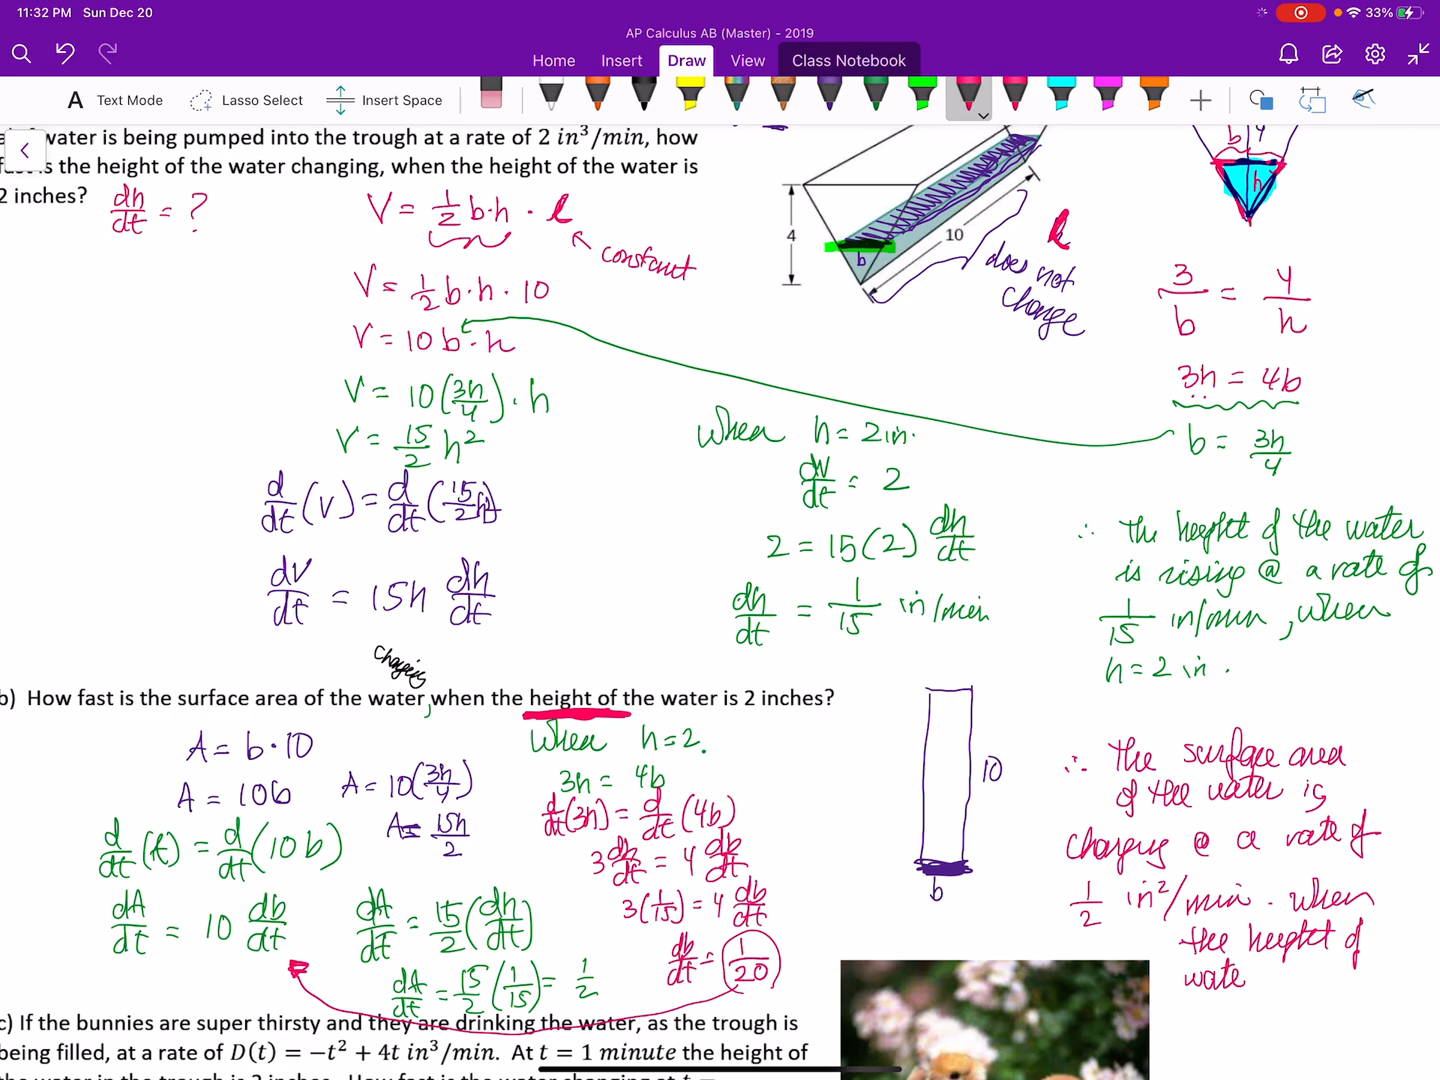 11:32 PM Sun Dec 20
33%
AP Calculus AB (Master) - 2019
Home Insert Draw View Class Notebook
Text Mode Lasso Select Insert Space
water is being pumped into the trough at a rate of 2 in³/min, how
is the height of the water changing, when the height of the water is
2 inches?
dh/dt = ?
V = 1/2 b·h · l
constant
V = 1/2 b·h · 10
V = 10b · h
V = 10(3h/4) · h
V = 15/2 h²
d/dt (V) = d/dt (15/2 h²)
dV/dt = 15h dh/dt
4
b
10
l
does not
change
b
4
h
3/b = 4/h
3h = 4b
b = 3h/4
When h = 2 in.
dV/dt = 2
2 = 15(2) dh/dt
dh/dt = 1/15 in/min
∴ the height of the water
is rising @ a rate of
1/15 in/min, when
h = 2 in.
changing
b) How fast is the surface area of the water, when the height of the water is 2 inches?
A = b·10
A = 10b
d/dt (A) = d/dt (10b)
dA/dt = 10 db/dt
A = 10(3h/4)
A = 15h/2
dA/dt = 15/2 (dh/dt)
dA/dt = 15/2 (1/15) = 1/2
When h = 2.
3h = 4b
d/dt (3h) = d/dt (4b)
3 dh/dt = 4 db/dt
3(1/15) = 4 db/dt
db/dt = 1/20
10
b
∴ the surface area
of the water is
changing @ a rate of
1/2 in²/min. when
the height of
wate
c) If the bunnies are super thirsty and they are drinking the water, as the trough is
being filled, at a rate of D(t) = −t² + 4t in³/min. At t = 1 minute the height of